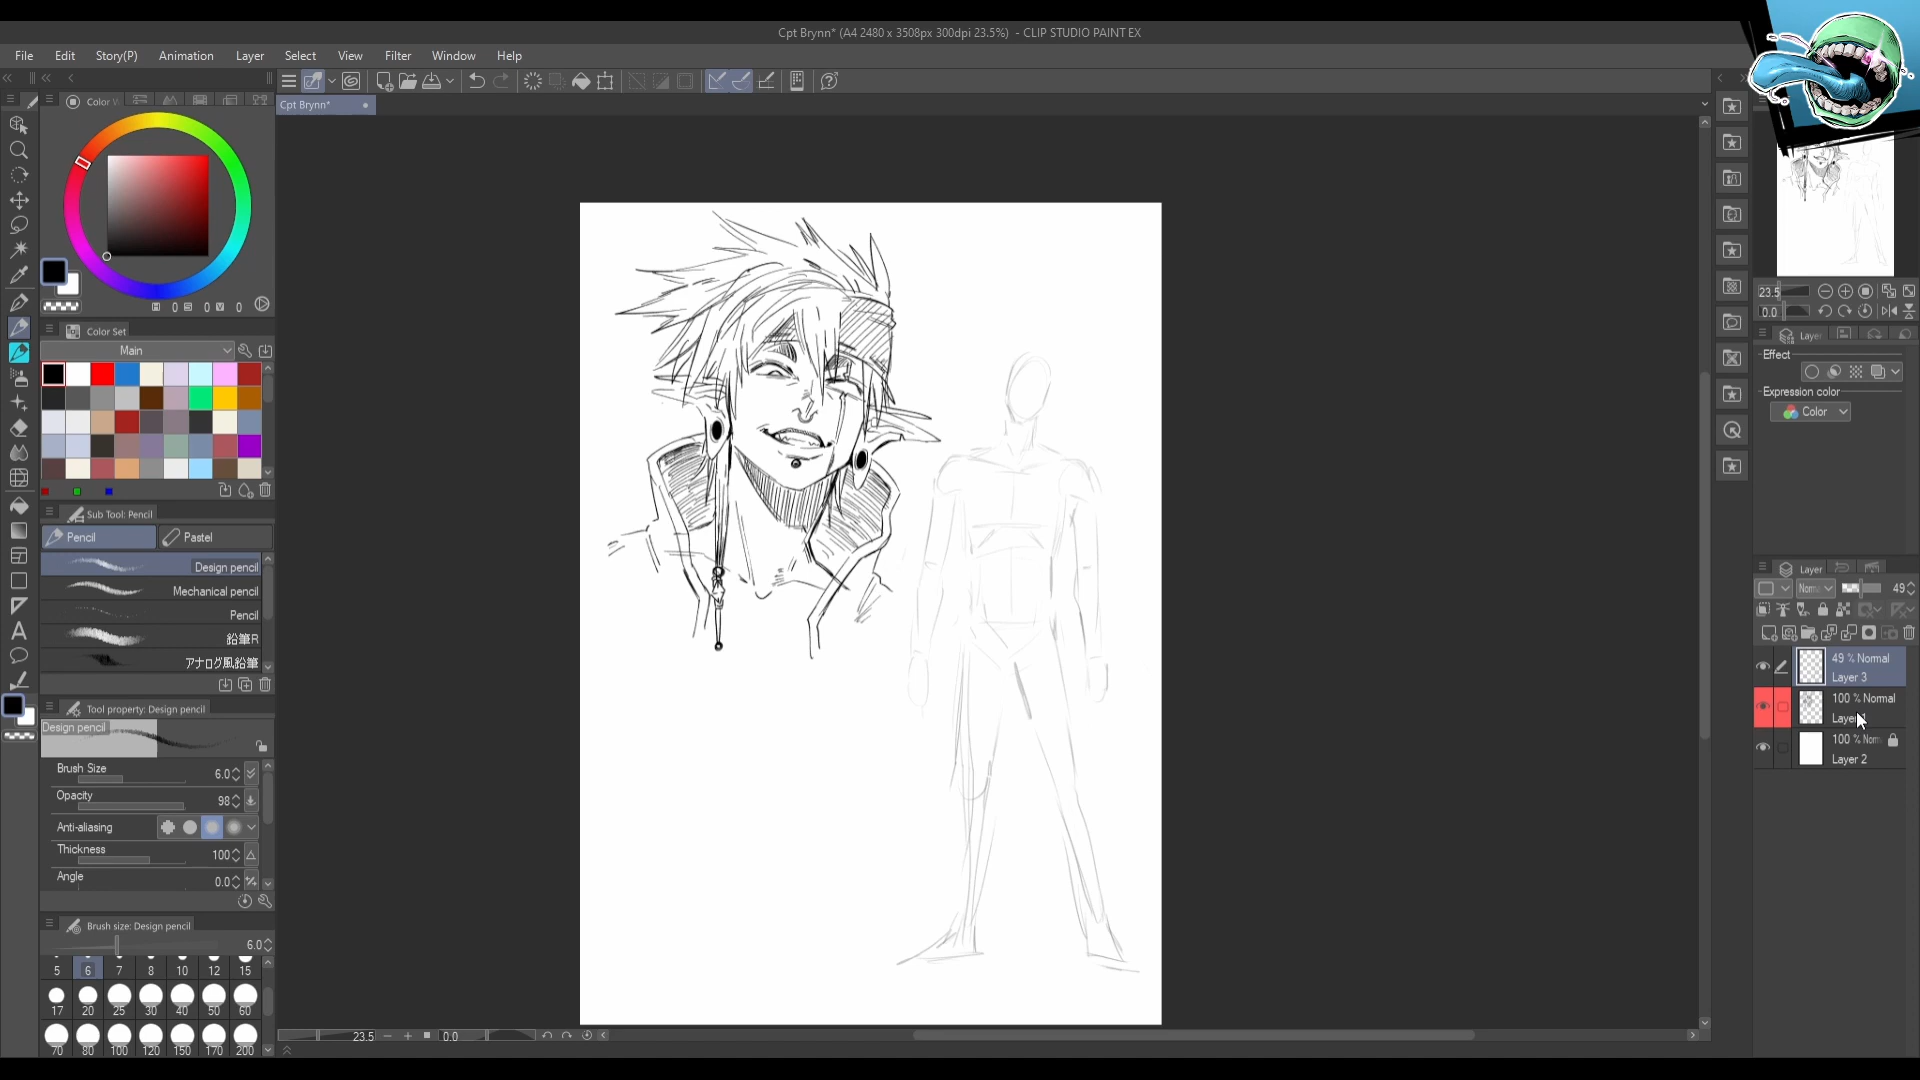 Cpt Brynn* (A4 2480 x 3508px 300dpi 23.5%) - CLIP STUDIO PAINT EX
File Edit Story(P) Animation Layer Select View Filter Window Help
Color
Cpt Brynn*
0 0 0
Color Set
Main
Sub Tool: Pencil
Pencil Pastel
Design pencil
Mechanical pencil
Pencil
鉛筆R
アナログ風鉛筆
Tool property: Design pencil
Design pencil
Brush Size 6.0
Opacity 98
Anti-aliasing
Thickness 100
Angle 0.0
Brush size: Design pencil
6.0
5 6 7 8 10 12 15
17 20 25 30 40 50 60
70 80 100 120 150 170 200
23.5 0.0
23.5
0.0
Layer
Effect
Expression color
Color
Layer
49
49 % Normal
Layer 3
100 % Normal
Layer 1
100 % Norm
Layer 2